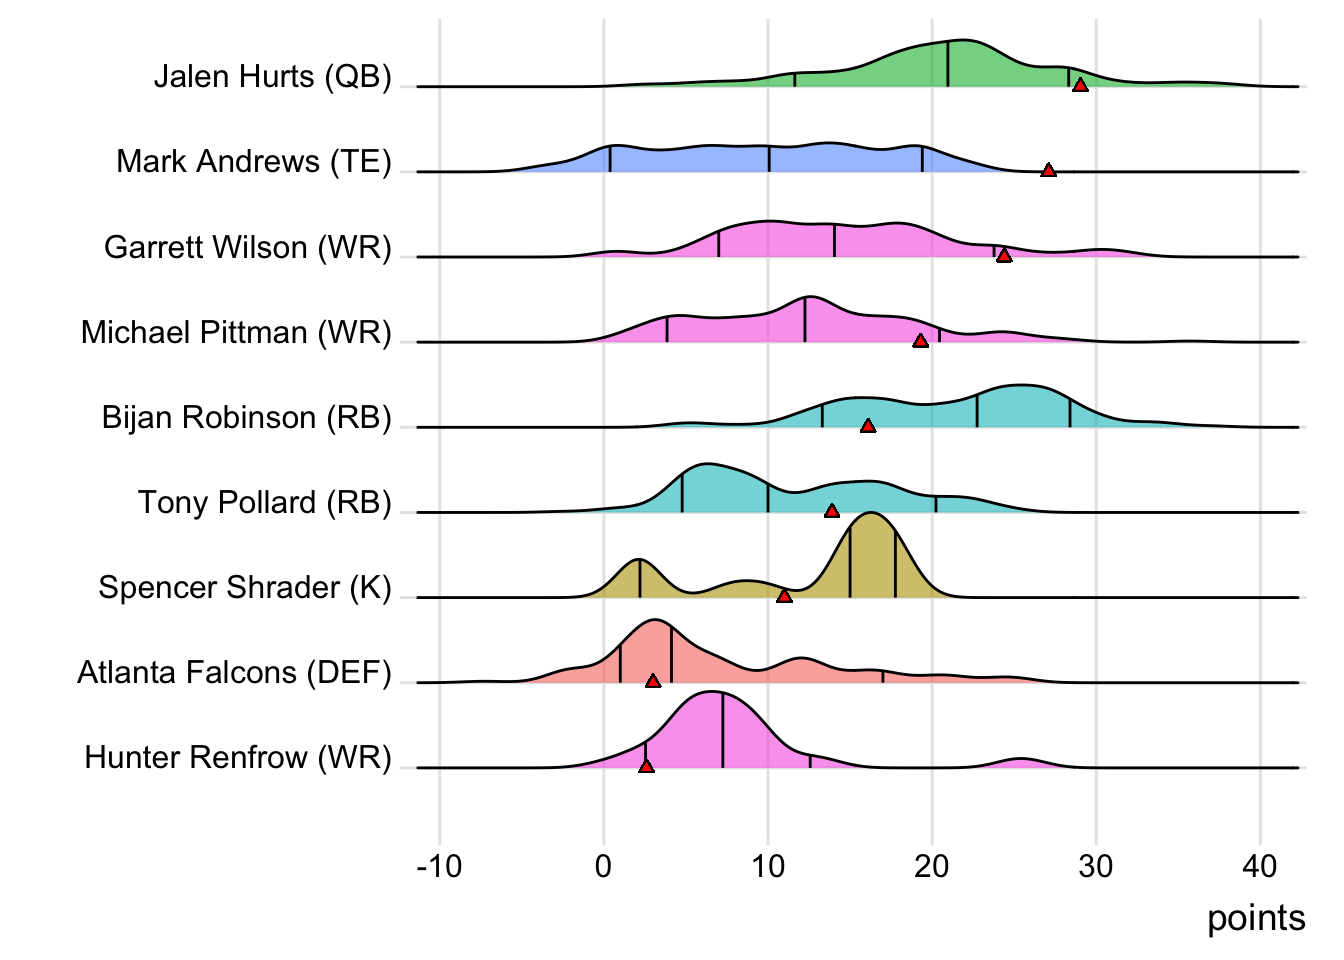 Jalen Hurts (QB)
Mark Andrews (TE)
Garrett Wilson (WR)
Michael Pittman (WR)
Bijan Robinson (RB)
Tony Pollard (RB)
Spencer Shrader (K)
Atlanta Falcons (DEF)
Hunter Renfrow (WR)
-10 0 10 20 30 40
points